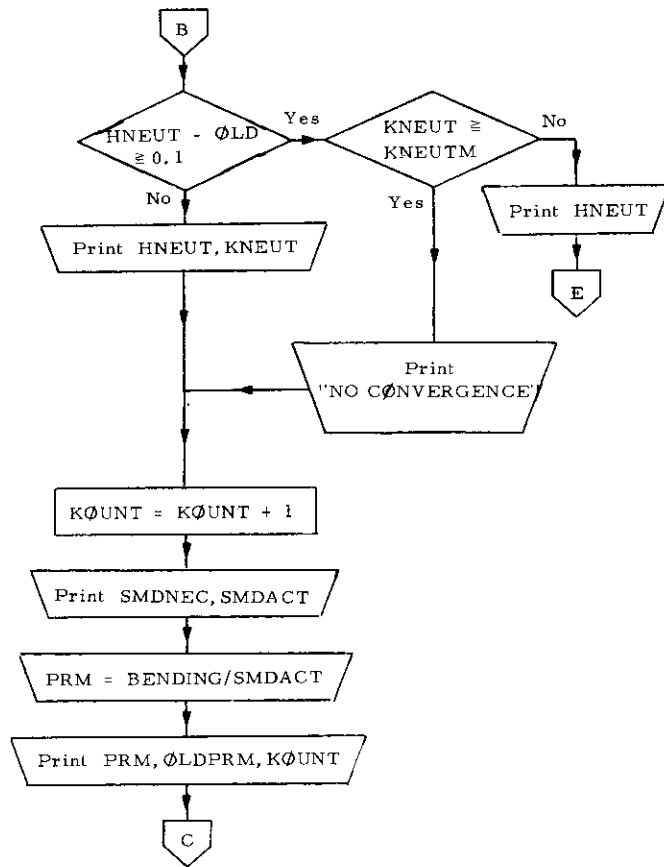 B
HNEUT - ØLD
≧ 0.1
Yes
KNEUT ≧
KNEUTM
No
No
Yes
Print HNEUT
Print HNEUT, KNEUT
E
Print
"NO CØNVERGENCE"
KØUNT = KØUNT + 1
Print SMDNEC, SMDACT
PRM = BENDING/SMDACT
Print PRM, ØLDPRM, KØUNT
C